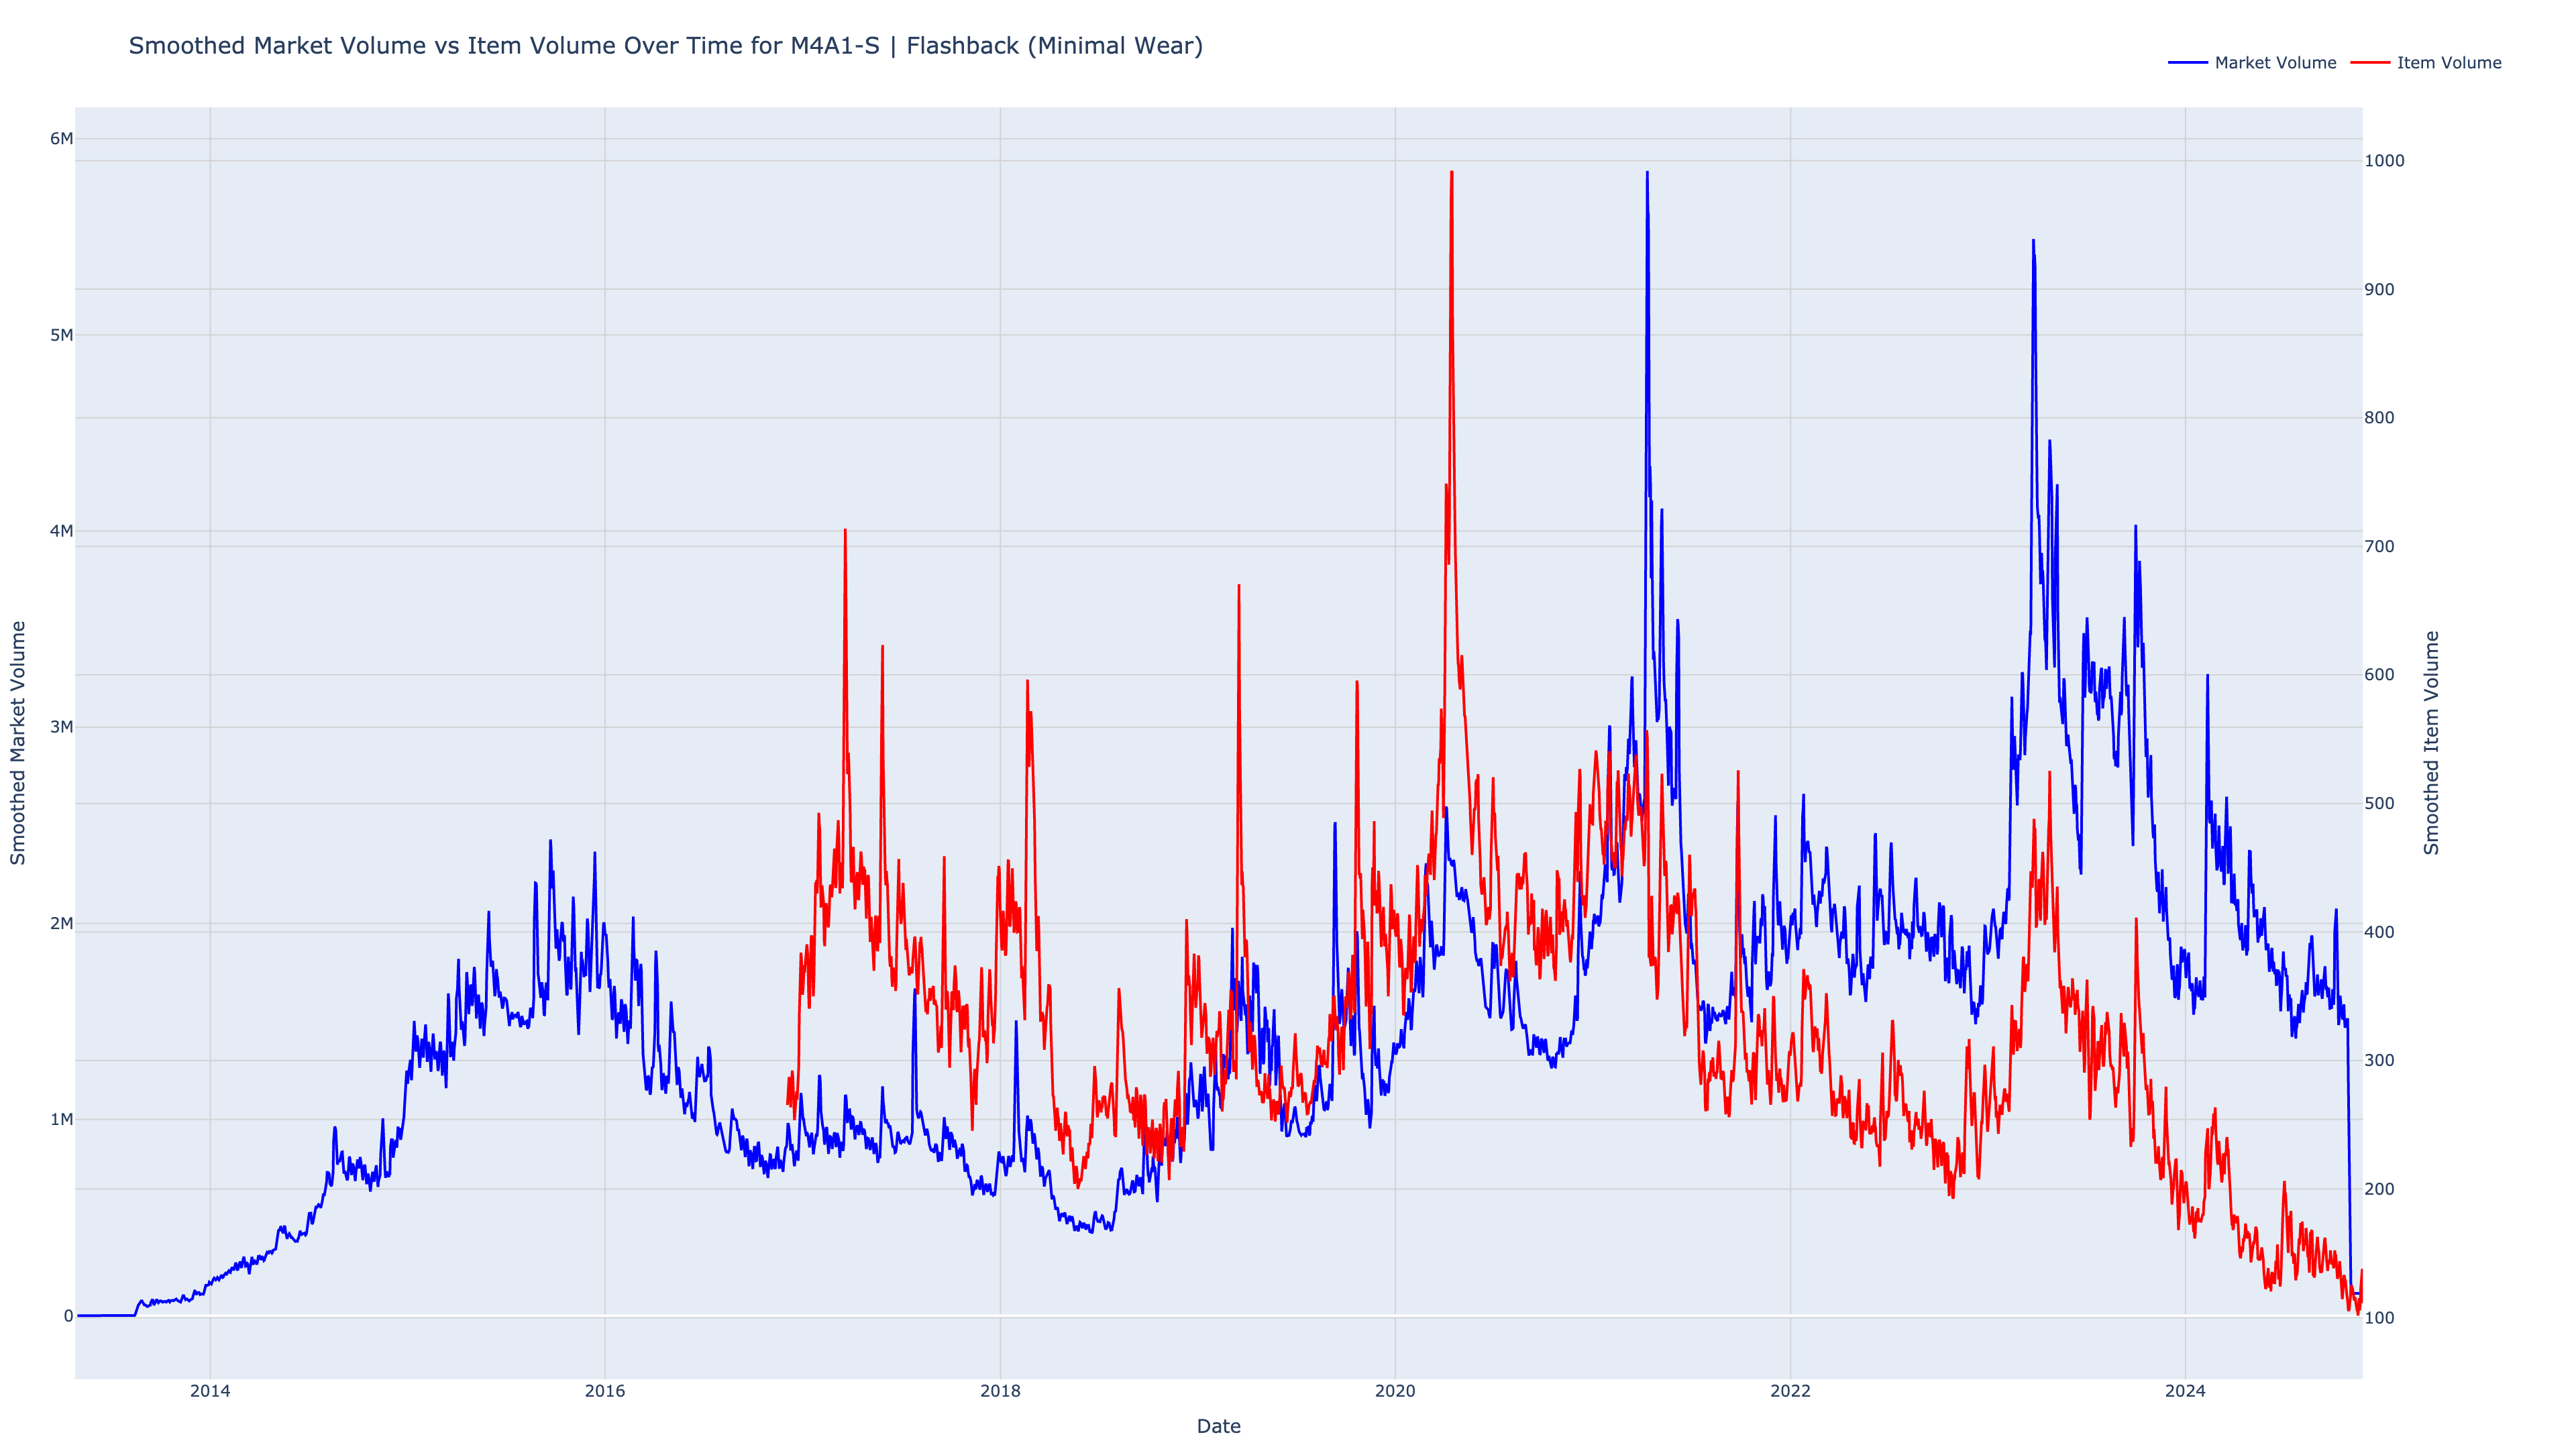 Smoothed Market Volume vs Item Volume Over Time for M4A1-S | Flashback (Minimal Wear)
Market Volume
Item Volume
6M
5M
4M
3M
2M
1M
0
1000
900
800
700
600
500
400
300
200
100
Smoothed Market Volume
Smoothed Item Volume
2014
2016
2018
2020
2022
2024
Date